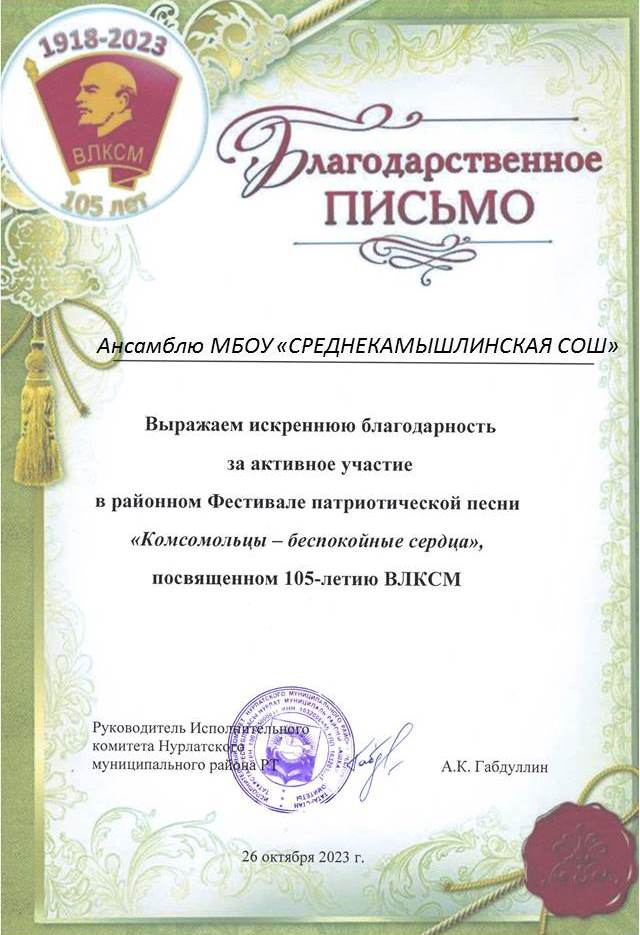 1918-2023
ВЛКСМ
105 лет
Благодарственное
ПИСЬМО
Ансамблю МБОУ «СРЕДНЕКАМЫШЛИНСКАЯ СОШ»
Выражаем искреннюю благодарность
за активное участие
в районном Фестивале патриотической песни
«Комсомольцы – беспокойные сердца»,
посвященном 105-летию ВЛКСМ
Руководитель Исполнительного
комитета Нурлатского
муниципального района РТ
А.К. Габдуллин
26 октября 2023 г.